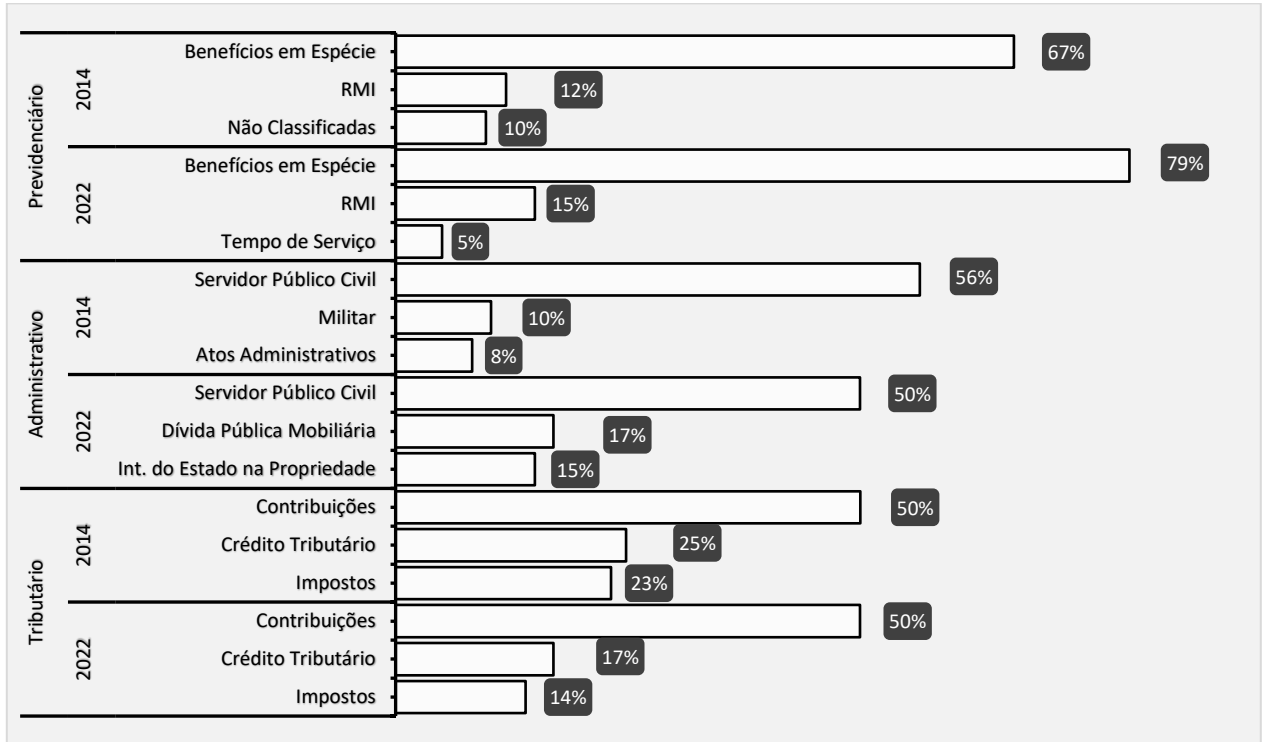 Previdenciário
2014
Benefícios em Espécie 67%
RMI 12%
Não Classificadas 10%
2022
Benefícios em Espécie 79%
RMI 15%
Tempo de Serviço 5%
Administrativo
2014
Servidor Público Civil 56%
Militar 10%
Atos Administrativos 8%
2022
Servidor Público Civil 50%
Dívida Pública Mobiliária 17%
Int. do Estado na Propriedade 15%
Tributário
2014
Contribuições 50%
Crédito Tributário 25%
Impostos 23%
2022
Contribuições 50%
Crédito Tributário 17%
Impostos 14%